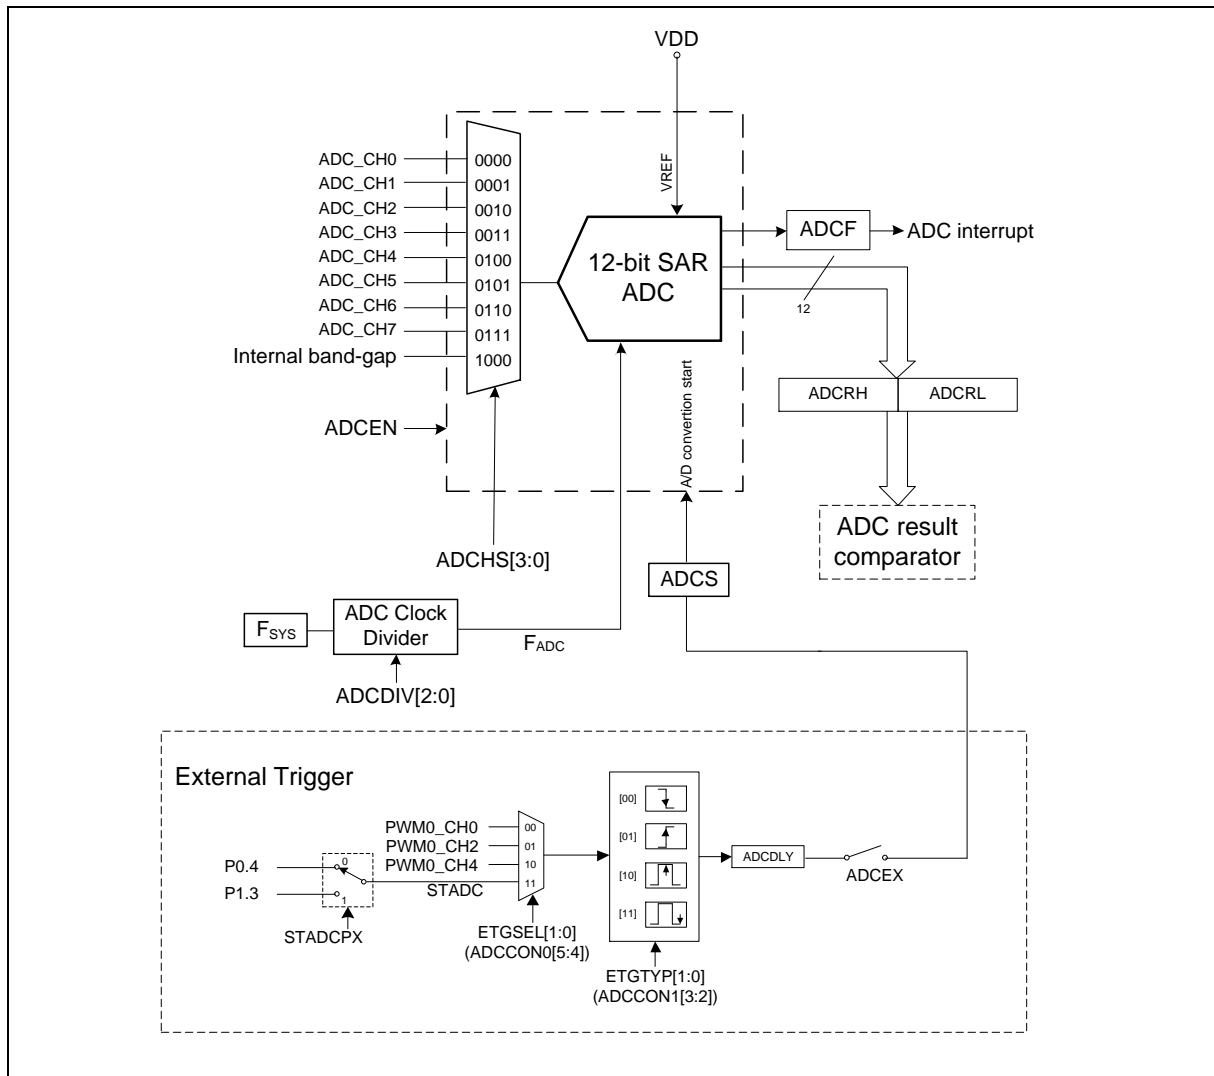 VDD
VREF
ADC_CH0
0000
ADC_CH1
0001
ADC_CH2
0010
ADC_CH3
0011
ADC_CH4
0100
ADC_CH5
0101
ADC_CH6
0110
ADC_CH7
0111
Internal band-gap
1000
12-bit SAR
ADC
ADCF
ADC interrupt
12
ADCRH
ADCRL
ADCEN
A/D convertion start
ADC result
comparator
ADCHS[3:0]
ADCS
FSYS
ADC Clock
Divider
FADC
ADCDIV[2:0]
External Trigger
P0.4
0
P1.3
1
STADCPX
PWM0_CH0
00
PWM0_CH2
01
PWM0_CH4
10
STADC
11
ETGSEL[1:0]
(ADCCON0[5:4])
[00]
[01]
[10]
[11]
ETGTYP[1:0]
(ADCCON1[3:2])
ADCDLY
ADCEX